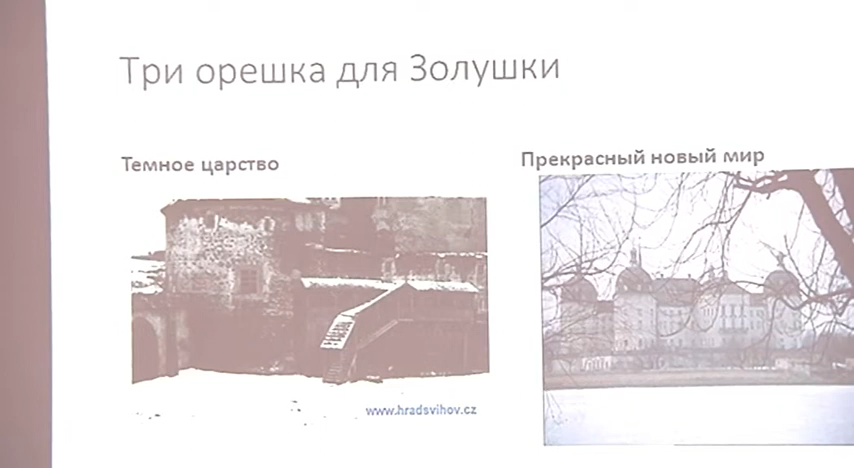 Три орешка для Золушки
Темное царство
Прекрасный новый мир
www.hradsvihov.cz